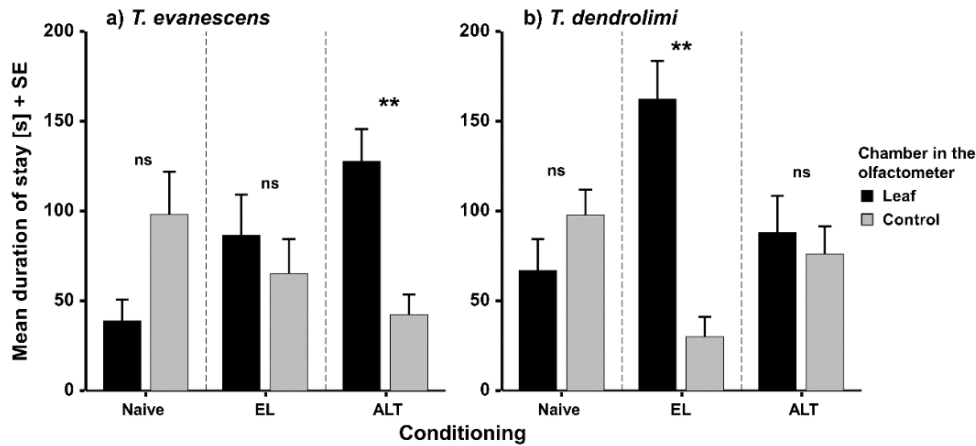 a) T. evanescens
b) T. dendrolimi
Mean duration of stay [s] + SE
200
150
100
50
0
ns
ns
**
Naive
EL
ALT
200
150
100
50
0
ns
**
ns
Naive
EL
ALT
Conditioning
Chamber in the
olfactometer
Leaf
Control